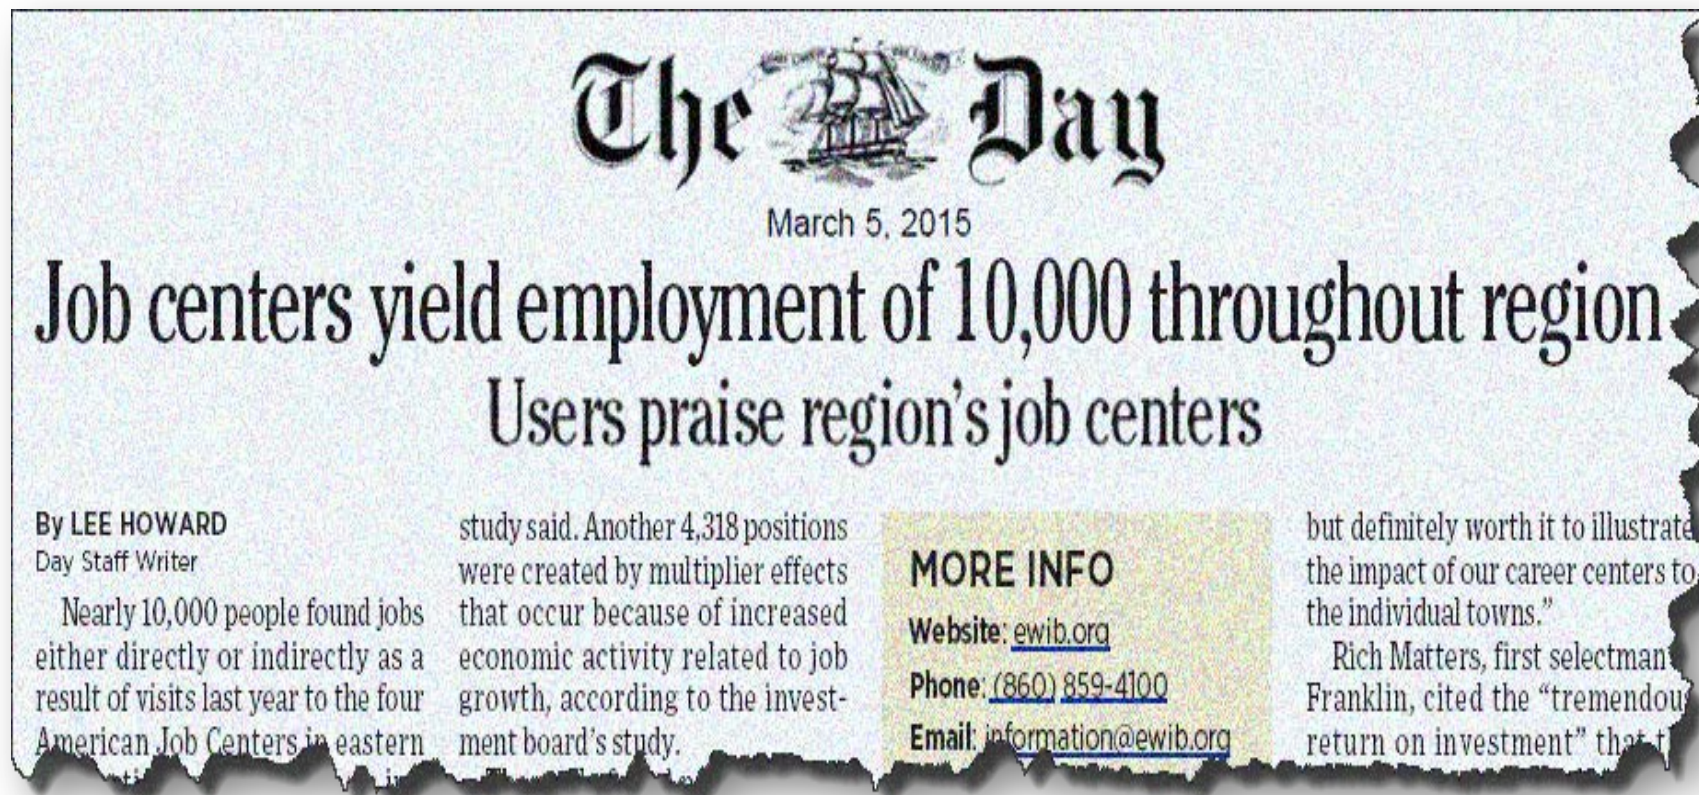 The Day
March 5, 2015
Job centers yield employment of 10,000 throughout region
Users praise region's job centers
By LEE HOWARD
Day Staff Writer
Nearly 10,000 people found jobs
either directly or indirectly as a
result of visits last year to the four
American Job Centers in eastern
study said. Another 4,318 positions
were created by multiplier effects
that occur because of increased
economic activity related to job
growth, according to the invest-
ment board's study.
MORE INFO
Website: ewib.org
Phone: (860) 859-4100
Email: information@ewib.org
but definitely worth it to illustrate
the impact of our career centers to
the individual towns."
Rich Matters, first selectman
Franklin, cited the "tremendou
return on investment" that